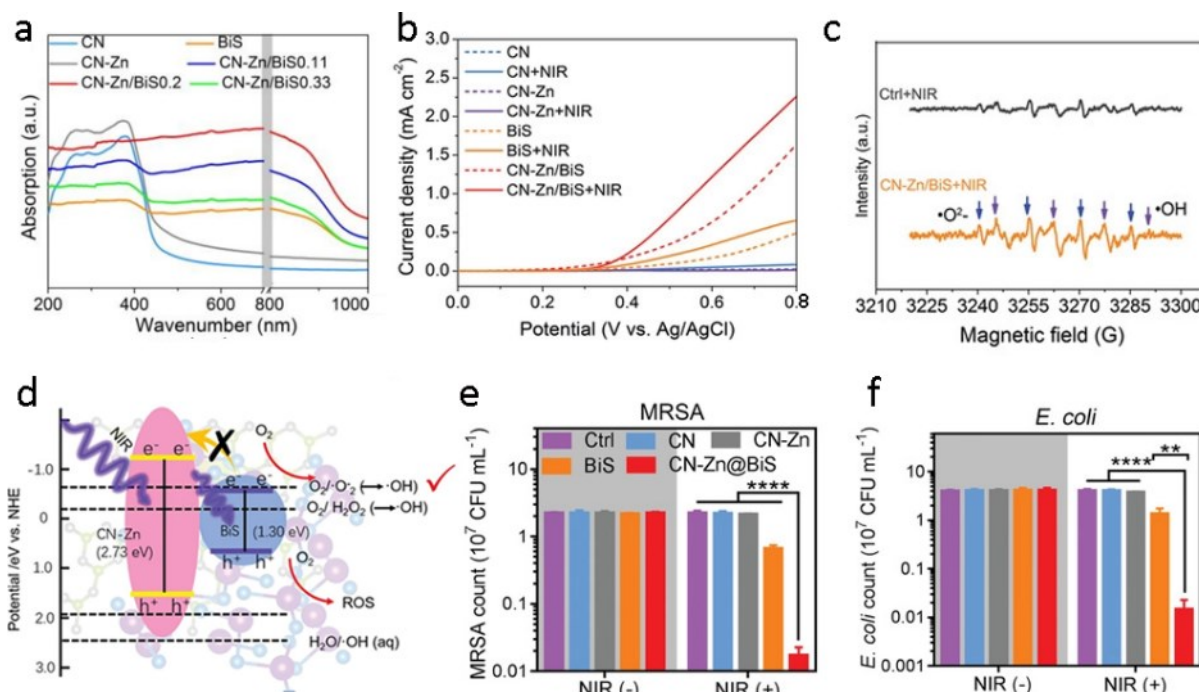 a
CN BiS
CN-Zn CN-Zn/BiS0.11
CN-Zn/BiS0.2 CN-Zn/BiS0.33
Absorption (a.u.)
200 400 600 800 1000
Wavenumber (nm)
b
3.0
2.5
2.0
1.5
1.0
0.5
0.0
Current density (mA cm⁻²)
CN
CN+NIR
CN-Zn
CN-Zn+NIR
BiS
BiS+NIR
CN-Zn/BiS
CN-Zn/BiS+NIR
0.0 0.2 0.4 0.6 0.8
Potential (V vs. Ag/AgCl)
c
Intensity (a.u.)
Ctrl+NIR
CN-Zn/BiS+NIR
•O²- •OH
3210 3225 3240 3255 3270 3285 3300
Magnetic field (G)
d
Potential /eV vs. NHE
-1.0
0
1.0
2.0
3.0
NIR
e⁻ e⁻
X
O₂
e⁻ e⁻
O₂/·O⁻₂ (→·OH) ✓
O₂/ H₂O₂ (→·OH)
CN-Zn
(2.73 eV)
BiS (1.30 eV)
h⁺ h⁺
O₂
h⁺ h⁺
ROS
H₂O/·OH (aq)
e
MRSA
Ctrl CN CN-Zn
BiS CN-Zn@BiS
****
MRSA count (10⁷ CFU mL⁻¹)
10
1
0.1
0.01
NIR (-) NIR (+)
f
E. coli
**
****
E. coli count (10⁷ CFU mL⁻¹)
10
1
0.1
0.01
0.001
NIR (-) NIR (+)